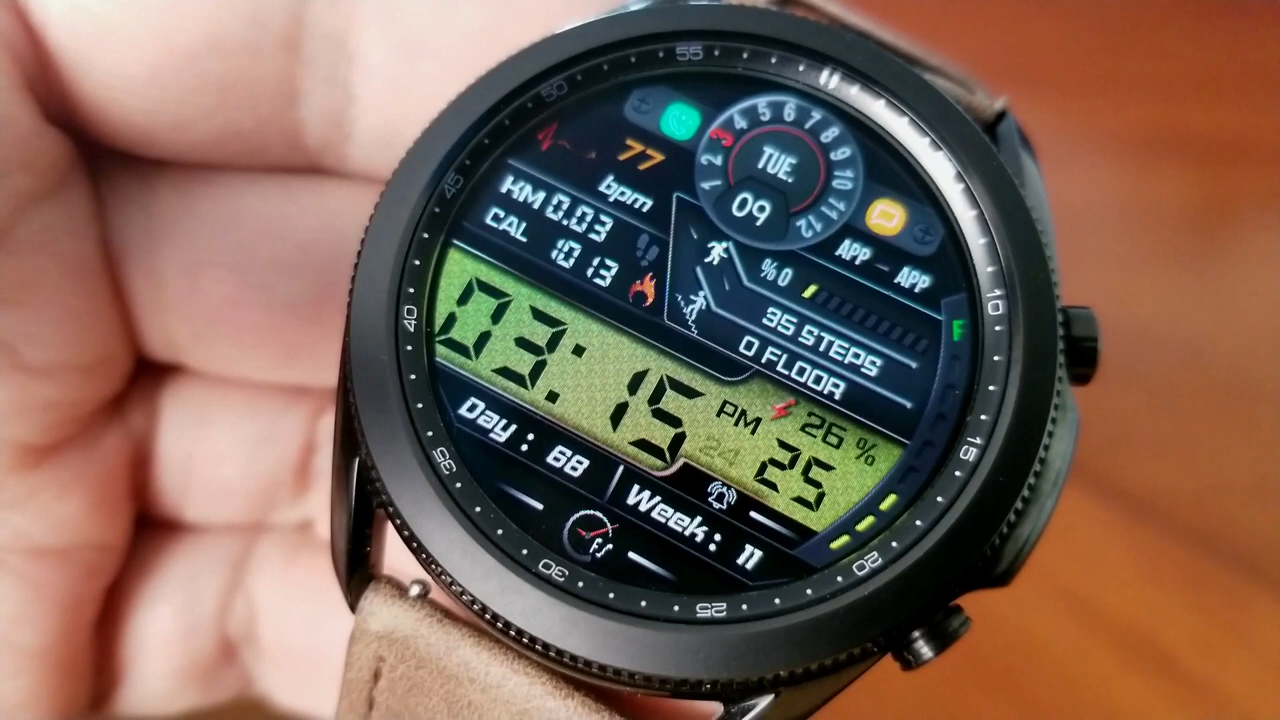 55
50
45
40
35
30
25
20
15
10
1 2 3 4 5 6 7 8 9 10 11 12
TUE.
09
77
bpm
KM 0.03
CAL 1013
APP - APP
% 0
35 STEPS
0 FLOOR
03:15 PM 26 %
24 25
Day : 68
Week : 11